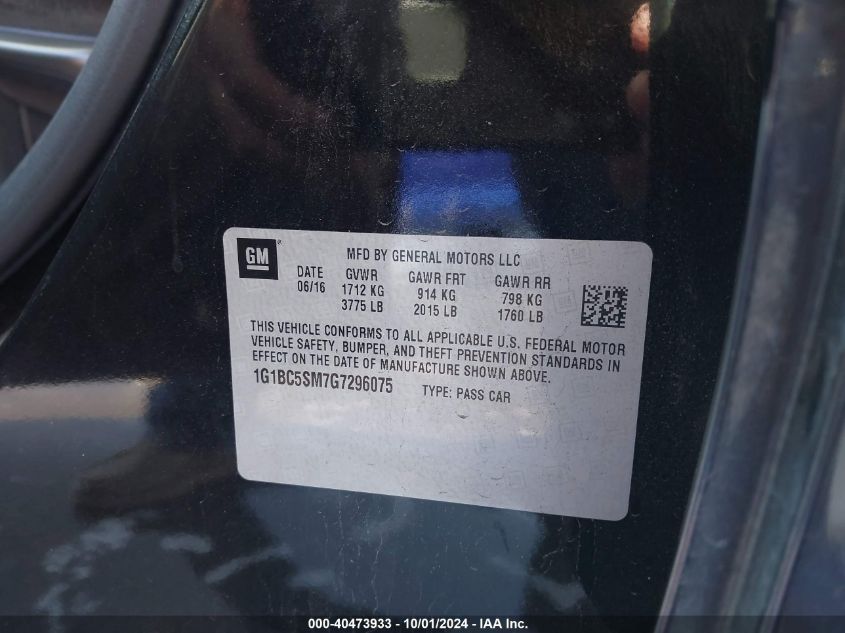 GM®
MFD BY GENERAL MOTORS LLC
DATE GVWR GAWR FRT GAWR RR
06/16 1712 KG 914 KG 798 KG
3775 LB 2015 LB 1760 LB
THIS VEHICLE CONFORMS TO ALL APPLICABLE U.S. FEDERAL MOTOR
VEHICLE SAFETY, BUMPER, AND THEFT PREVENTION STANDARDS IN
EFFECT ON THE DATE OF MANUFACTURE SHOWN ABOVE.
1G1BC5SM7G7296075 TYPE: PASS CAR
000-40473933 - 10/01/2024 - IAA Inc.